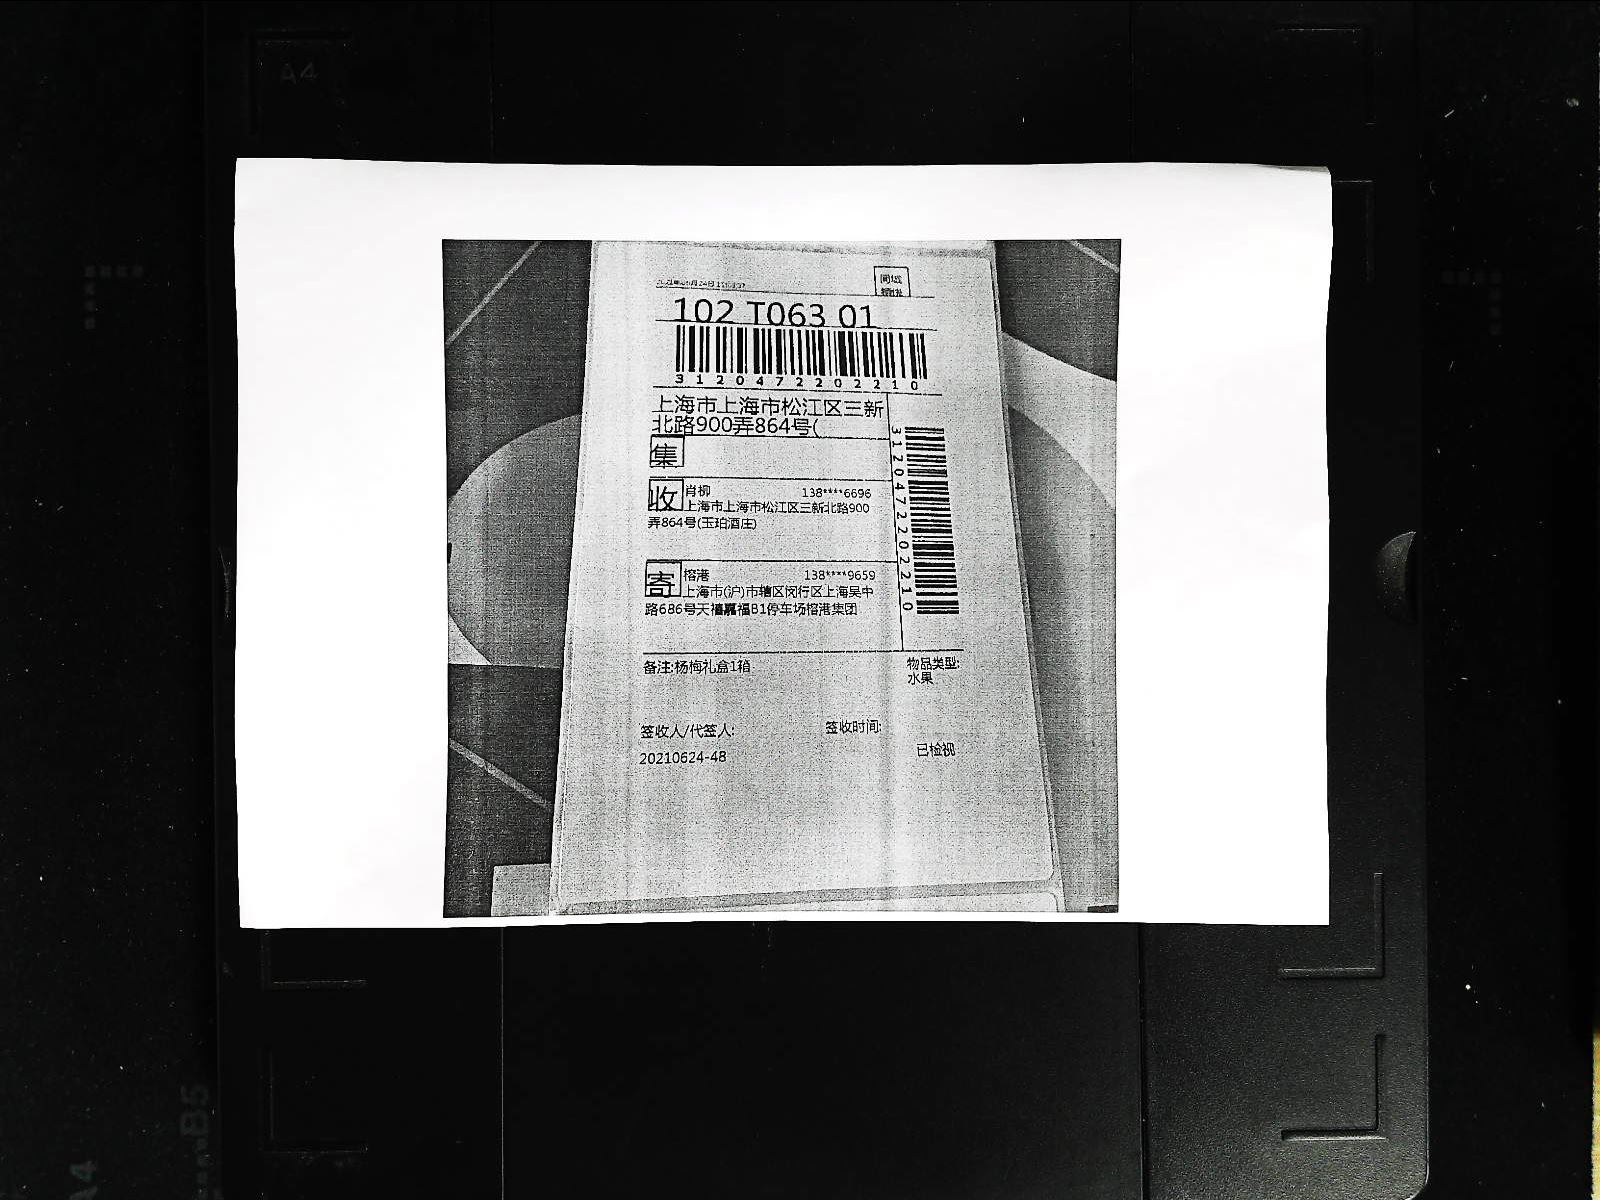 A4
同城
102 T063 01
3120472202210
上海市上海市松江区三新
北路900弄864号(
集
收 肖柳 138****6696
上海市上海市松江区三新北路900
弄864号(玉珀酒庄)
3120472202210
寄 榕港 138****9659
上海市(沪)市辖区闵行区上海吴中
路686号天禧嘉福B1停车场榕港集团
备注:杨梅礼盒1箱
物品类型:
水果
签收人/代签人:
签收时间:
20210624-48
已检视
B5
A4